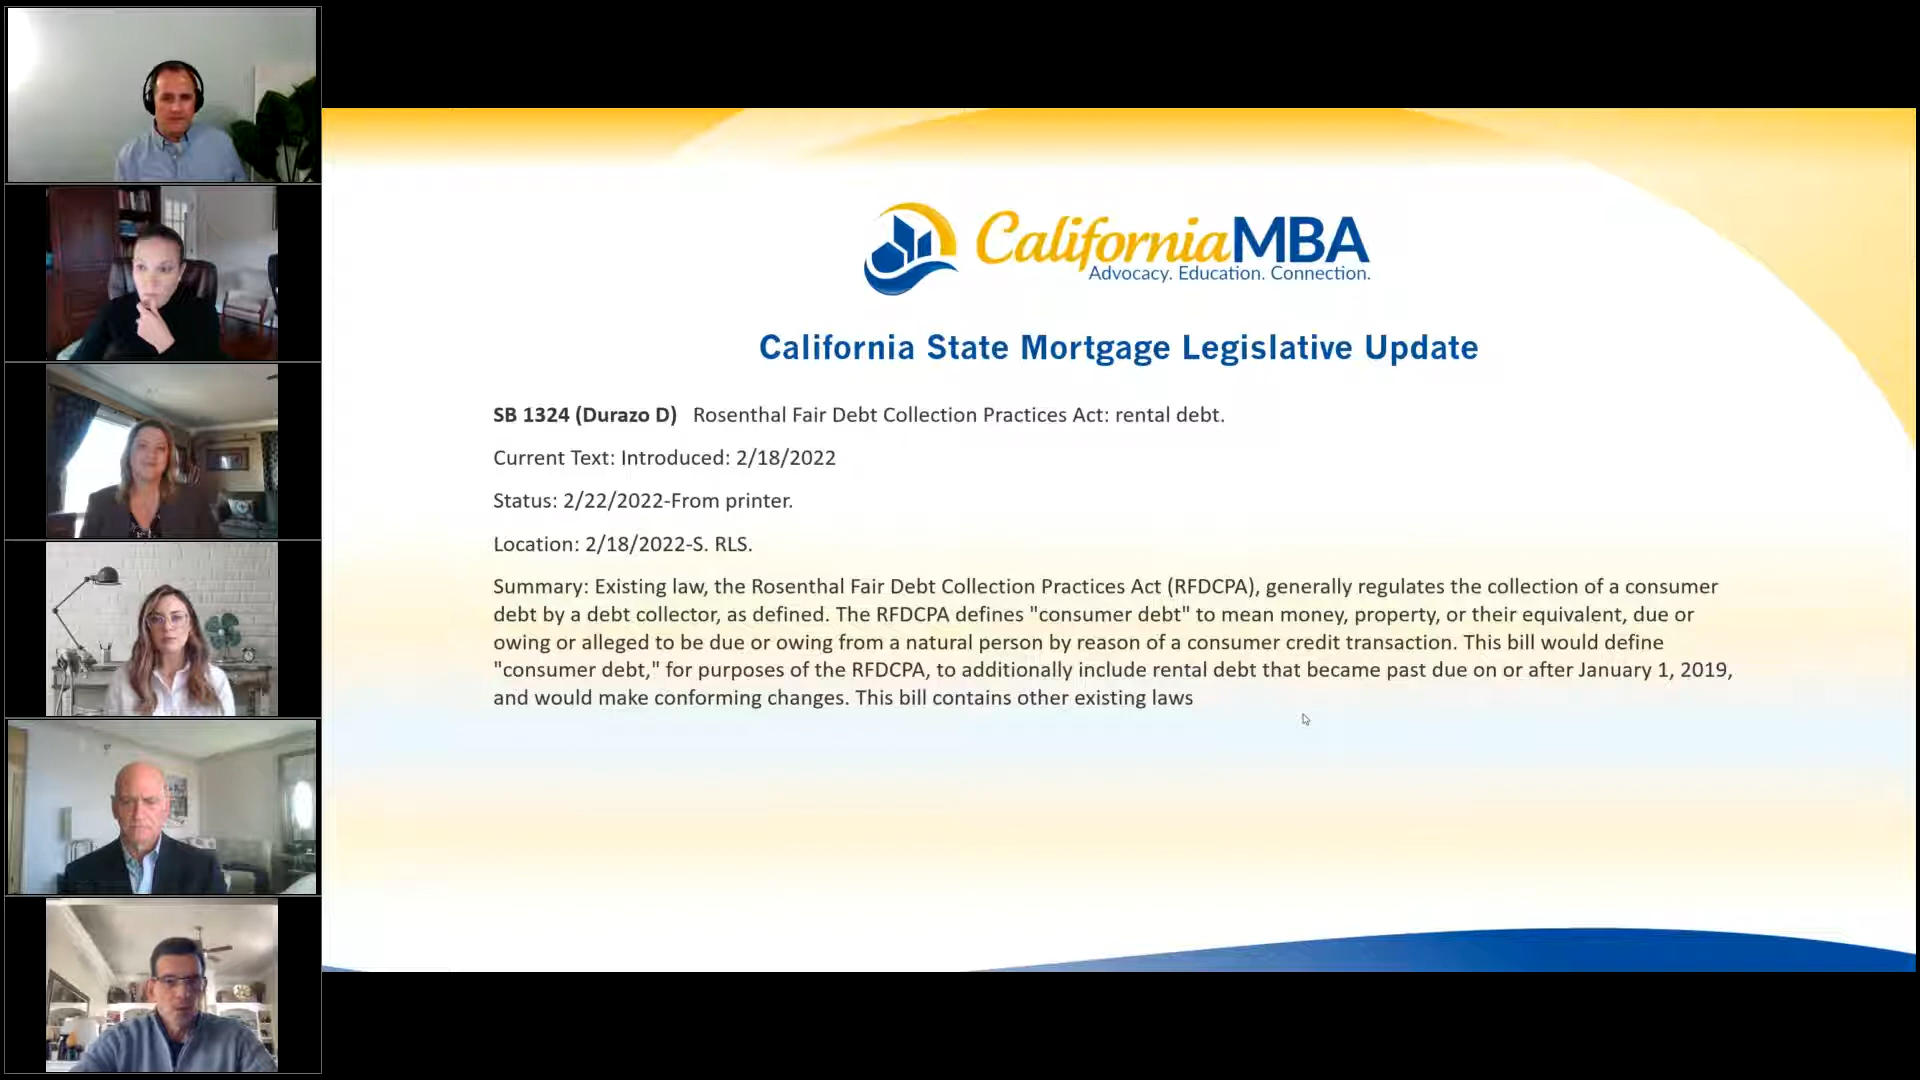 CaliforniaMBA
Advocacy. Education. Connection.
California State Mortgage Legislative Update
SB 1324 (Durazo D) Rosenthal Fair Debt Collection Practices Act: rental debt.
Current Text: Introduced: 2/18/2022
Status: 2/22/2022-From printer.
Location: 2/18/2022-S. RLS.
Summary: Existing law, the Rosenthal Fair Debt Collection Practices Act (RFDCPA), generally regulates the collection of a consumer
debt by a debt collector, as defined. The RFDCPA defines "consumer debt" to mean money, property, or their equivalent, due or
owing or alleged to be due or owing from a natural person by reason of a consumer credit transaction. This bill would define
"consumer debt," for purposes of the RFDCPA, to additionally include rental debt that became past due on or after January 1, 2019,
and would make conforming changes. This bill contains other existing laws